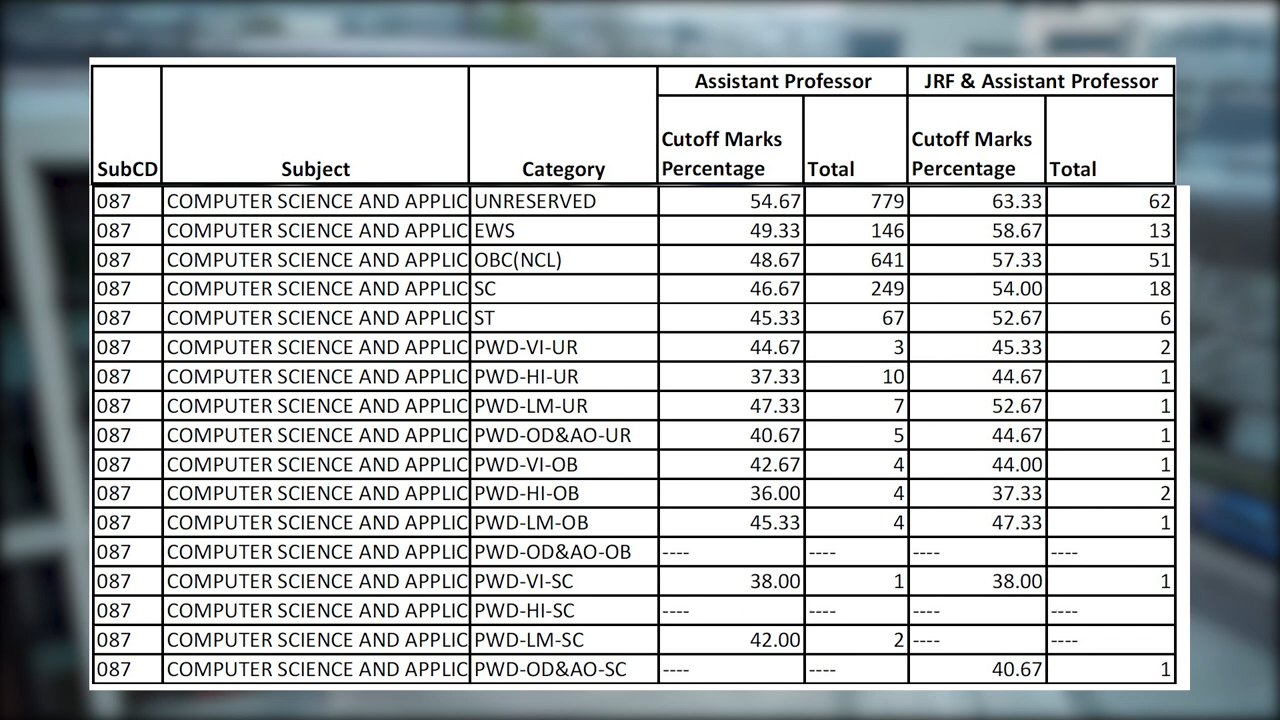 Assistant Professor JRF & Assistant Professor
SubCD Subject Category Cutoff Marks Percentage Total Cutoff Marks Percentage Total
087 COMPUTER SCIENCE AND APPLIC UNRESERVED 54.67 779 63.33 62
087 COMPUTER SCIENCE AND APPLIC EWS 49.33 146 58.67 13
087 COMPUTER SCIENCE AND APPLIC OBC(NCL) 48.67 641 57.33 51
087 COMPUTER SCIENCE AND APPLIC SC 46.67 249 54.00 18
087 COMPUTER SCIENCE AND APPLIC ST 45.33 67 52.67 6
087 COMPUTER SCIENCE AND APPLIC PWD-VI-UR 44.67 3 45.33 2
087 COMPUTER SCIENCE AND APPLIC PWD-HI-UR 37.33 10 44.67 1
087 COMPUTER SCIENCE AND APPLIC PWD-LM-UR 47.33 7 52.67 1
087 COMPUTER SCIENCE AND APPLIC PWD-OD&AO-UR 40.67 5 44.67 1
087 COMPUTER SCIENCE AND APPLIC PWD-VI-OB 42.67 4 44.00 1
087 COMPUTER SCIENCE AND APPLIC PWD-HI-OB 36.00 4 37.33 2
087 COMPUTER SCIENCE AND APPLIC PWD-LM-OB 45.33 4 47.33 1
087 COMPUTER SCIENCE AND APPLIC PWD-OD&AO-OB ---- ---- ---- ----
087 COMPUTER SCIENCE AND APPLIC PWD-VI-SC 38.00 1 38.00 1
087 COMPUTER SCIENCE AND APPLIC PWD-HI-SC ---- ---- ---- ----
087 COMPUTER SCIENCE AND APPLIC PWD-LM-SC 42.00 2 ---- ----
087 COMPUTER SCIENCE AND APPLIC PWD-OD&AO-SC ---- ---- 40.67 1